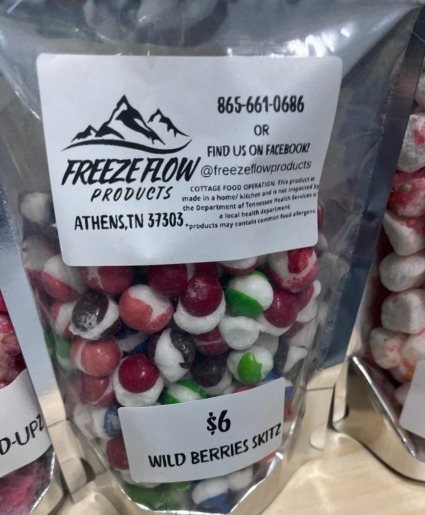 865-661-0686
OR
FIND US ON FACEBOOK!
@freezeflowproducts
FREEZE FLOW
PRODUCTS
ATHENS,TN 37303
COTTAGE FOOD OPERATION. This product is
made in a home/ kitchen and is not inspected by
the Department of Tennesse Health Services or
a local health department.
*products may contain common food allergens
$6
WILD BERRIES SKITZ
D-UPZ